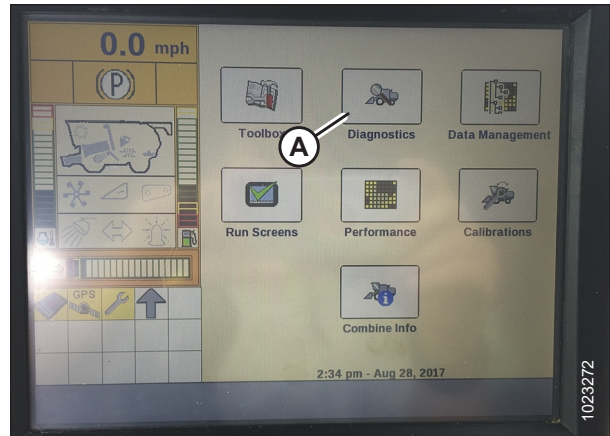 0.0 mph
(P)
Toolbox
Diagnostics
Data Management
A
Run Screens
Performance
Calibrations
GPS
Combine Info
2:34 pm - Aug 28, 2017
1023272